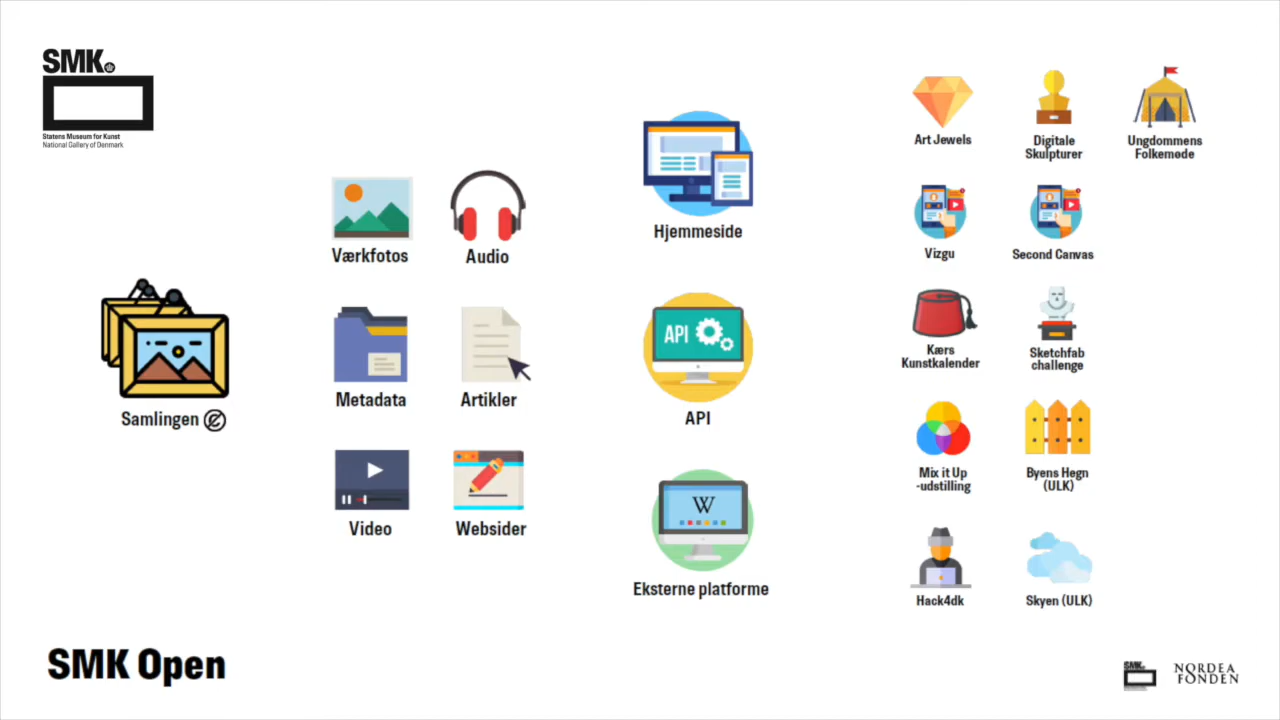 SMK.
Statens Museum for Kunst
National Gallery of Denmark
Samlingen
Værkfotos
Audio
Metadata
Artikler
Video
Websider
Hjemmeside
API
API
W
Eksterne platforme
Art Jewels
Digitale
Skulpturer
Ungdommens
Folkemøde
Vizgu
Second Canvas
Kærs
Kunstkalender
Sketchfab
challenge
Mix it Up
-udstilling
Byens Hegn
(ULK)
Hack4dk
Skyen (ULK)
SMK Open
SMK.
NORDEA
FONDEN